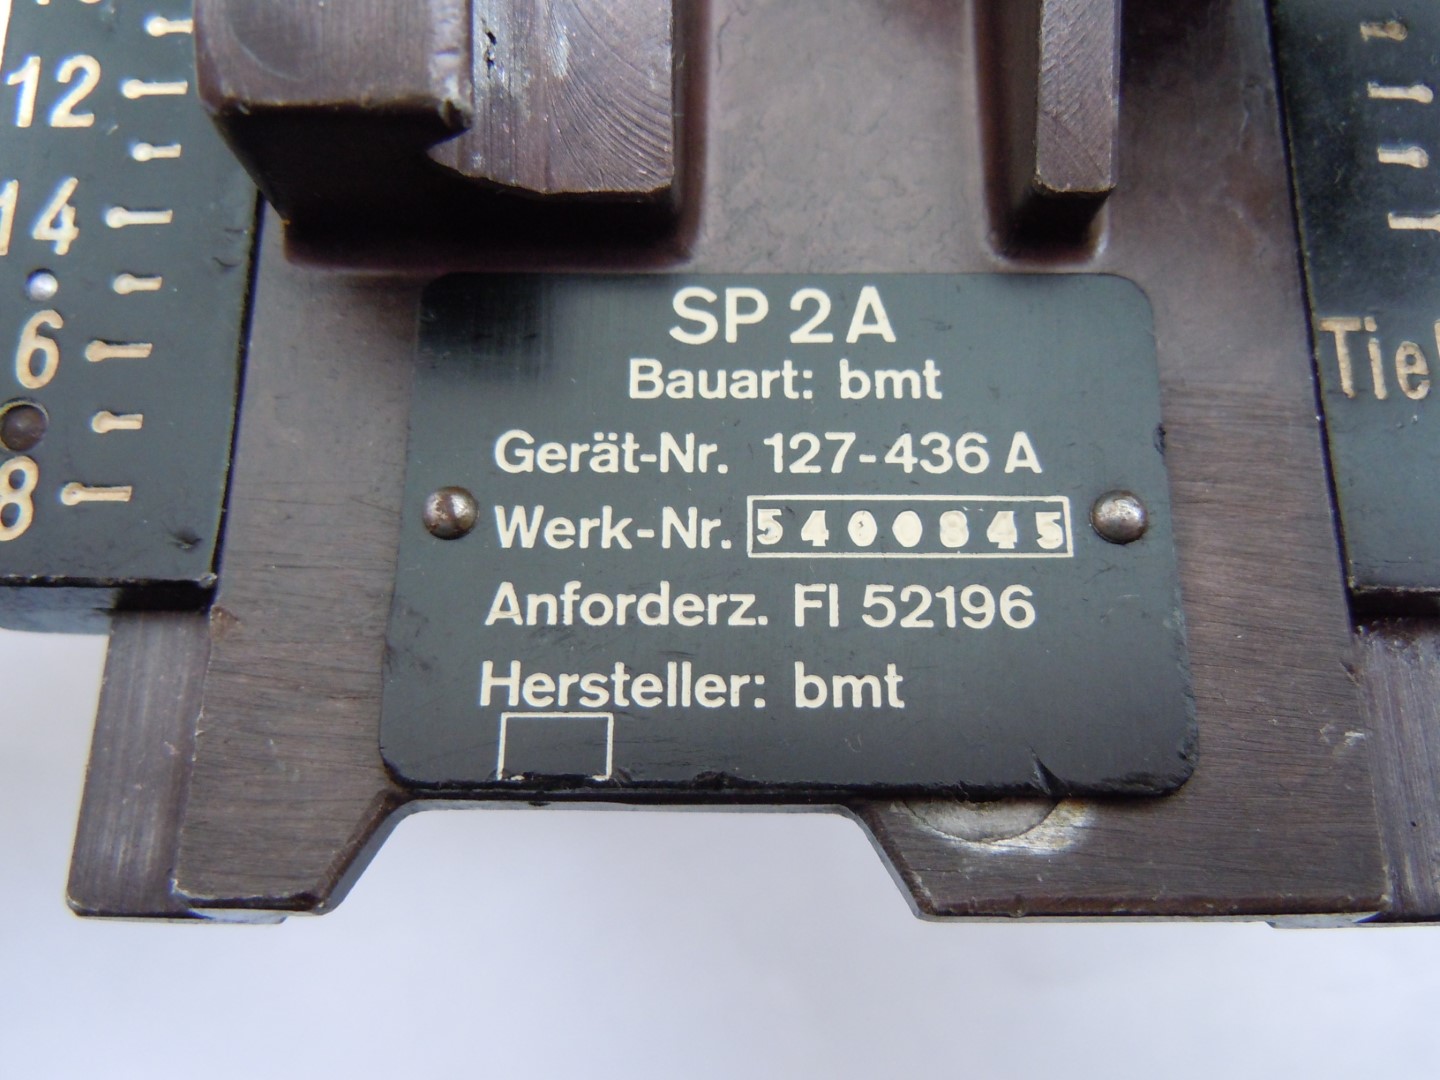 12
14
6
8
SP 2 A
Bauart: bmt
Gerät-Nr. 127-436 A
Werk-Nr. 5400845
Anforderz. Fl 52196
Hersteller: bmt